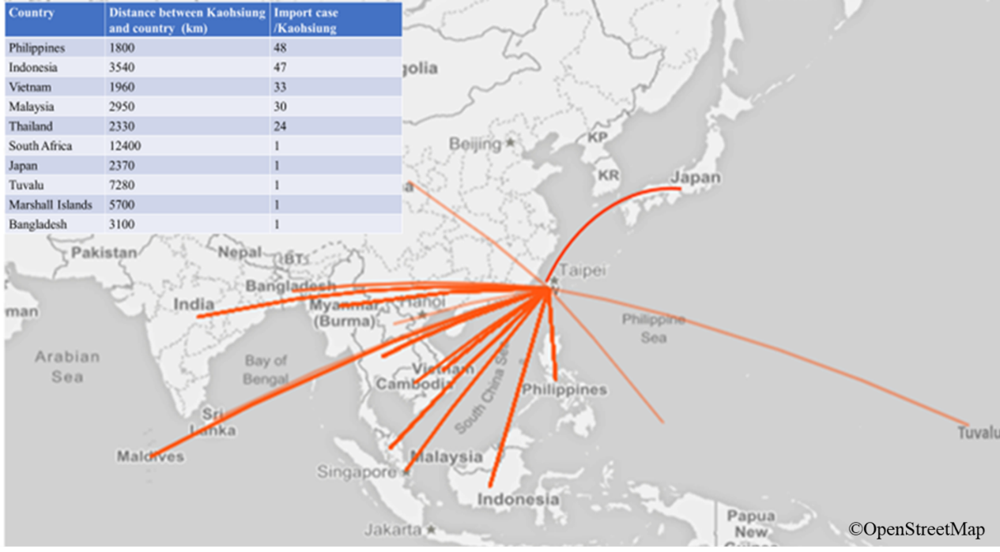 Country Distance between Kaohsiung Import case
and country (km) /Kaohsiung
Philippines 1800 48
Indonesia 3540 47
Vietnam 1960 33
Malaysia 2950 30
Thailand 2330 24
South Africa 12400 1
Japan 2370 1
Tuvalu 7280 1
Marshall Islands 5700 1
Bangladesh 3100 1
golia
Beijing
KP
KR
Japan
a
Pakistan
Nepal
BT
Taipei
Bangladesh
India
Myanmar
(Burma)
Hanoi
man
Philippine
Sea
Arabian
Sea
Bay of
Bengal
Vietnam
Cambodia
South China Sea
Philippines
Sri
Lanka
Tuvalu
Maldives
Malaysia
Singapore
Indonesia
Jakarta
Papua
New
Guinea
©OpenStreetMap